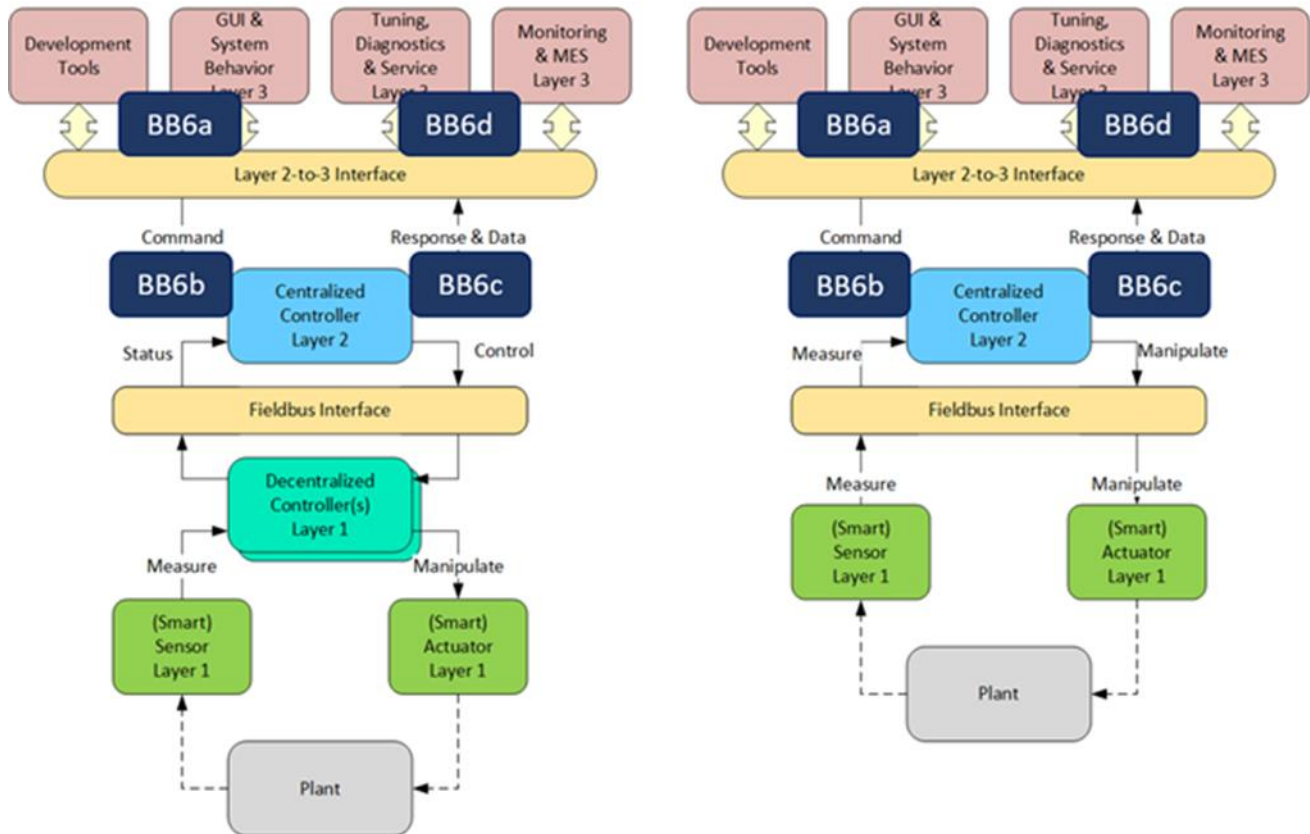 Development
Tools
GUI &
System
Behavior
Layer 3
Tuning,
Diagnostics
& Service
Monitoring
& MES
Layer 3
BB6a
BB6d
Layer 2-to-3 Interface
Command
Response & Data
BB6b
BB6c
Centralized
Controller
Layer 2
Status
Control
Fieldbus Interface
Decentralized
Controller(s)
Layer 1
Measure
Manipulate
(Smart)
Sensor
Layer 1
(Smart)
Actuator
Layer 1
Plant
Development
Tools
GUI &
System
Behavior
Layer 3
Tuning,
Diagnostics
& Service
Monitoring
& MES
Layer 3
BB6a
BB6d
Layer 2-to-3 Interface
Command
Response & Data
BB6b
BB6c
Centralized
Controller
Layer 2
Measure
Manipulate
Fieldbus Interface
Measure
Manipulate
(Smart)
Sensor
Layer 1
(Smart)
Actuator
Layer 1
Plant